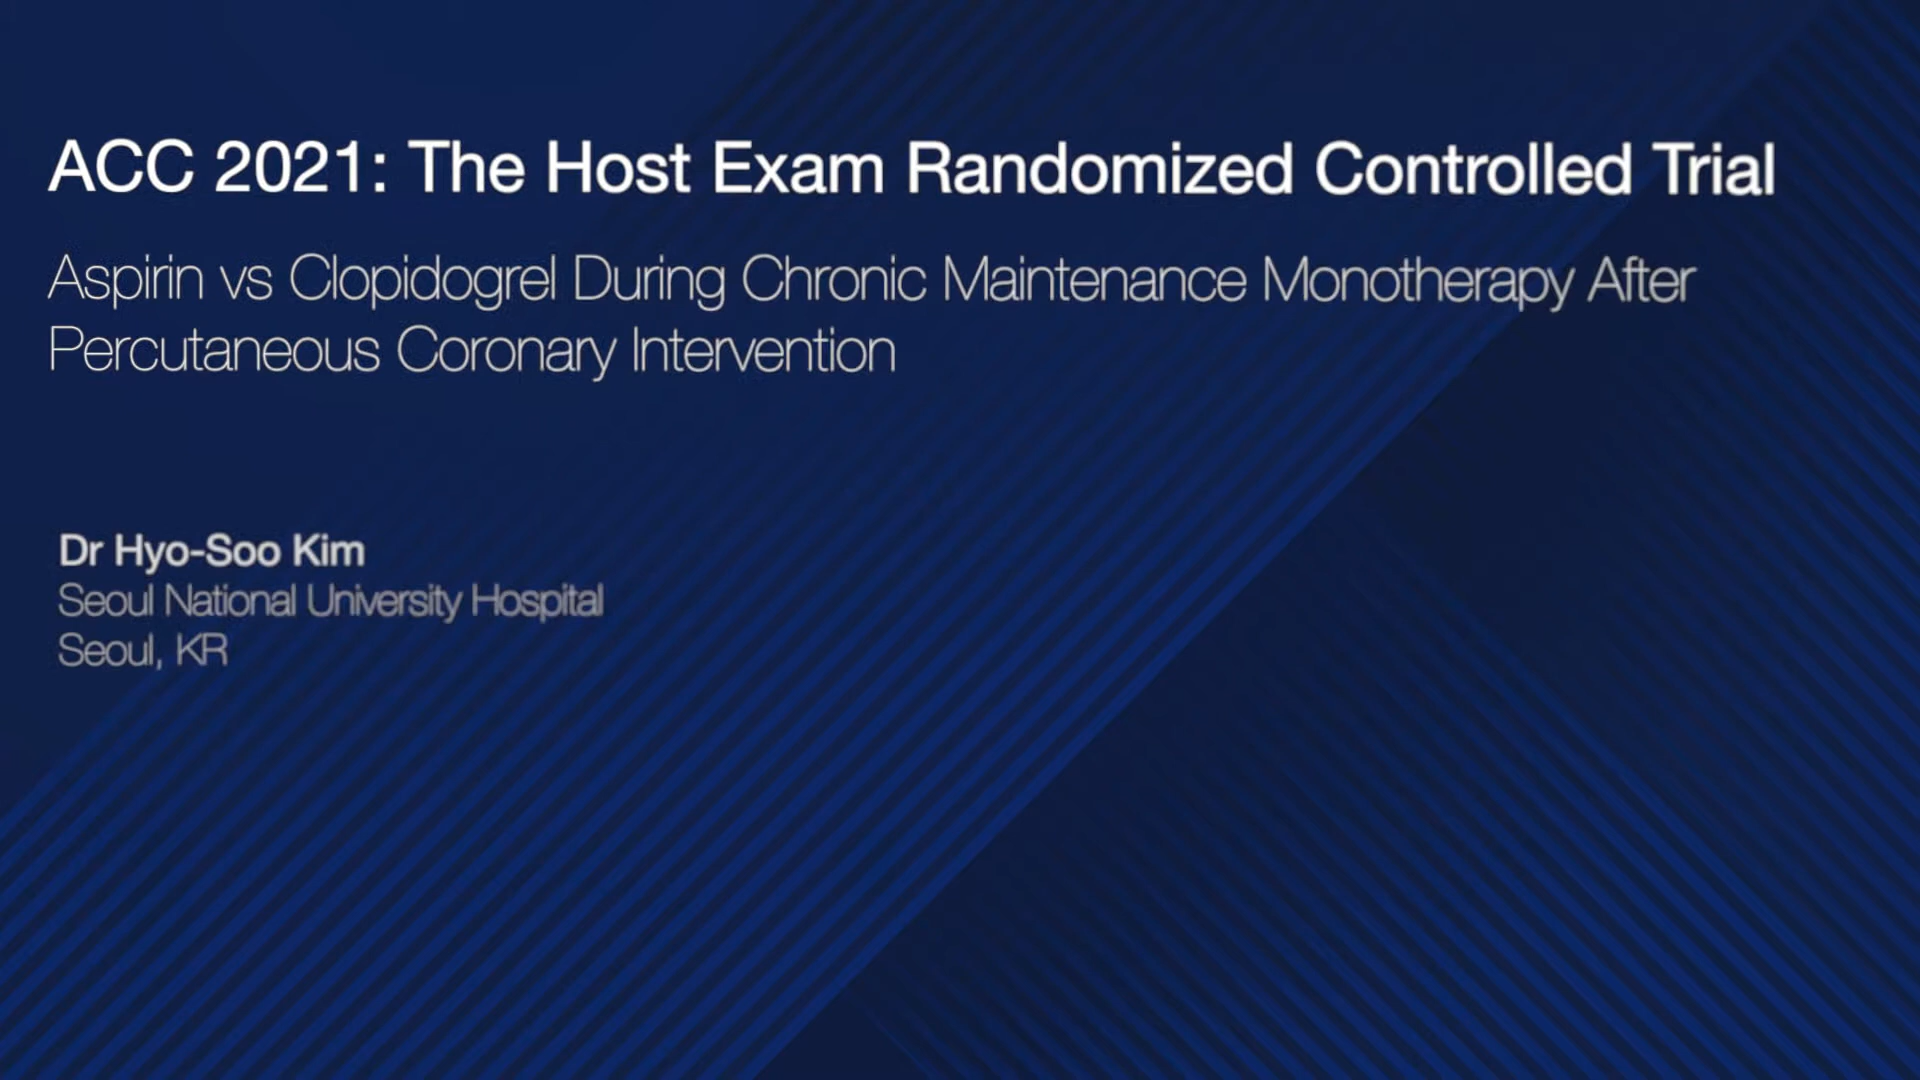 ACC 2021: The Host Exam Randomized Controlled Trial
Aspirin vs Clopidogrel During Chronic Maintenance Monotherapy After
Percutaneous Coronary Intervention
Dr Hyo-Soo Kim
Seoul National University Hospital
Seoul, KR